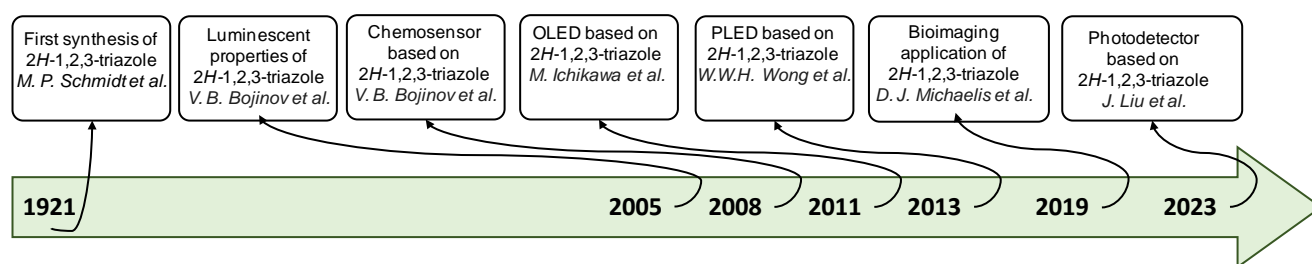 First synthesis of
2H-1,2,3-triazole
M. P. Schmidt et al.
Luminescent
properties of
2H-1,2,3-triazole
V. B. Bojinov et al.
Chemosensor
based on
2H-1,2,3-triazole
V. B. Bojinov et al.
OLED based on
2H-1,2,3-triazole
M. Ichikawa et al.
PLED based on
2H-1,2,3-triazole
W.W.H. Wong et al.
Bioimaging
application of
2H-1,2,3-triazole
D. J. Michaelis et al.
Photodetector
based on
2H-1,2,3-triazole
J. Liu et al.
1921
2005
2008
2011
2013
2019
2023